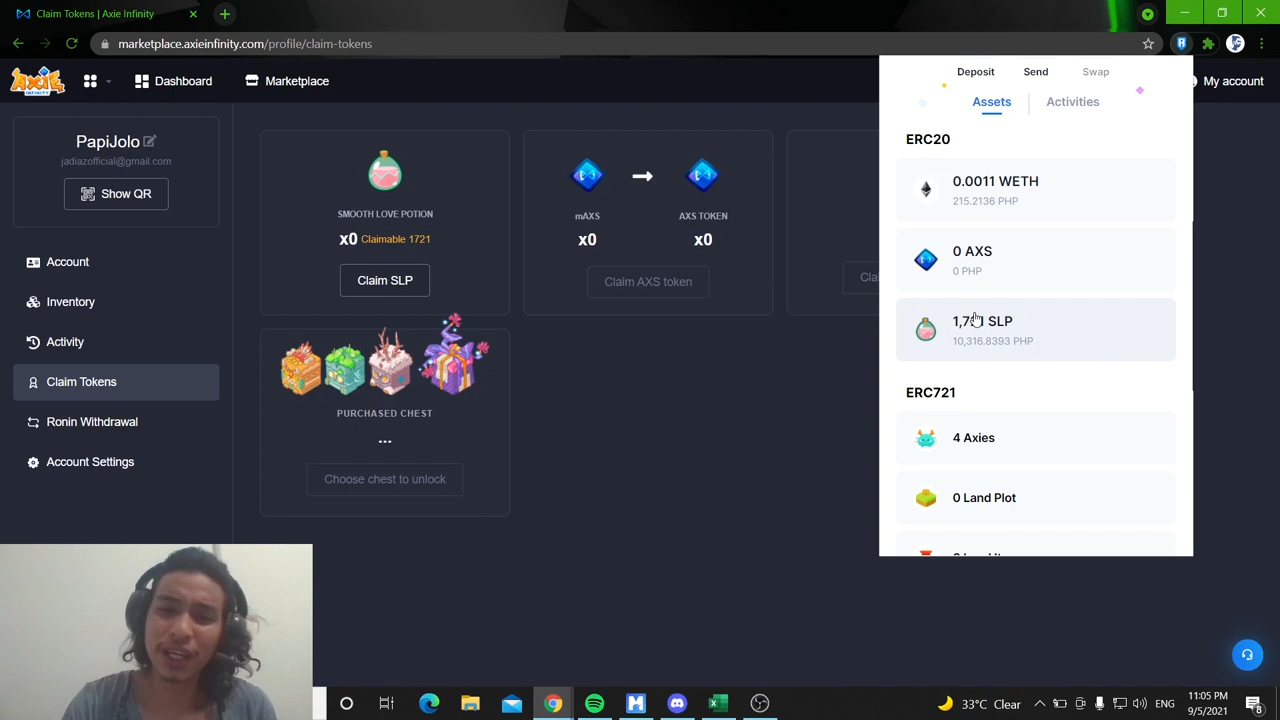 Claim Tokens | Axie Infinity
marketplace.axieinfinity.com/profile/claim-tokens
AXIE
INFINITY
Dashboard
Marketplace
My account
PapiJolo
jadiazofficial@gmail.com
Show QR
Account
Inventory
Activity
Claim Tokens
Ronin Withdrawal
Account Settings
SMOOTH LOVE POTION
x0 Claimable 1721
Claim SLP
mAXS
AXS TOKEN
x0
x0
Claim AXS token
PURCHASED CHEST
...
Choose chest to unlock
Deposit
Send
Swap
Assets
Activities
ERC20
0.0011 WETH
215.2136 PHP
0 AXS
0 PHP
SLP
10,316.8393 PHP
ERC721
4 Axies
0 Land Plot
33°C Clear
ENG
11:05 PM
9/5/2021
8